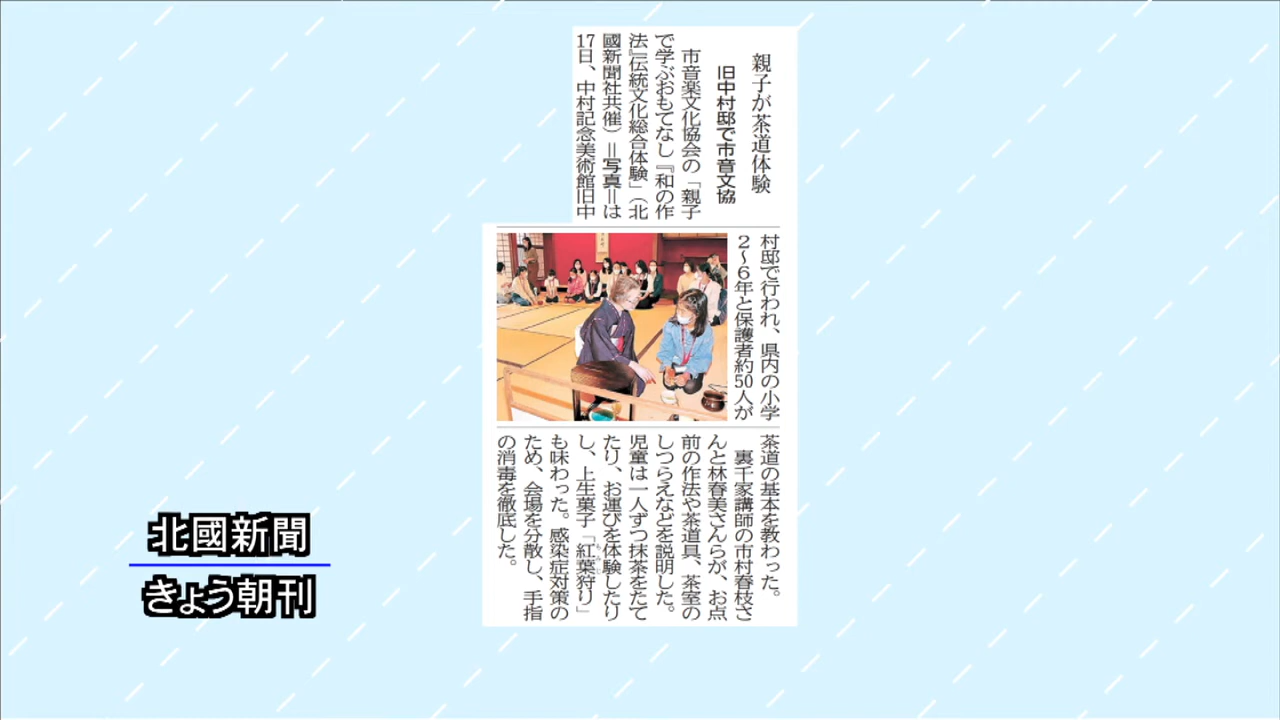 親子が茶道体験
旧中村邸で市音文協
市音楽文化協会の「親子
で学ぶおもてなし『和の作
法』伝統文化総合体験」（北
國新聞社共催）＝写真＝は
17日、中村記念美術館旧中
村邸で行われ、県内の小学
２～６年と保護者約50人が
茶道の基本を教わった。
裏千家講師の市村春枝さ
んと林春美さんらが、お点
前の作法や茶道具、茶室の
しつらえなどを説明した。
児童は一人ずつ抹茶をたて
たり、お運びを体験したり
し、上生菓子「紅葉狩り」
も味わった。感染症対策の
ため、会場を分散し、手指
の消毒を徹底した。
北國新聞
きょう朝刊